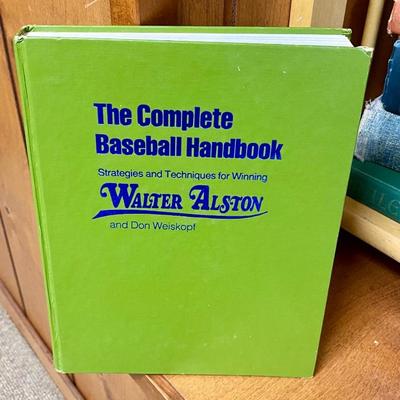 The Complete
Baseball Handbook
Strategies and Techniques for Winning
WALTER ALSTON
and Don Weiskopf